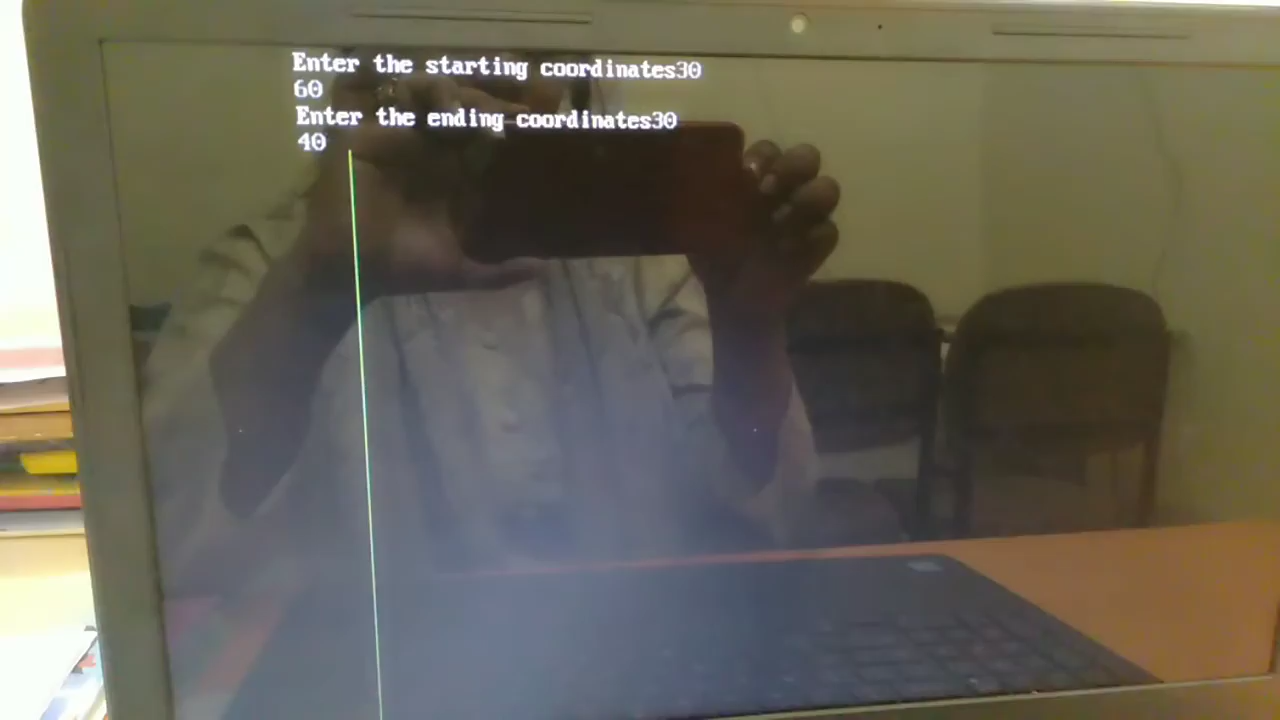 Enter the starting coordinates30
60
Enter the ending coordinates30
40